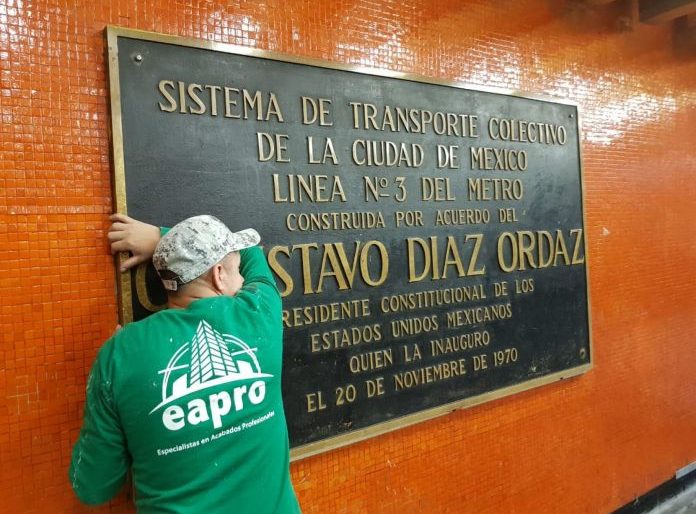 SISTEMA DE TRANSPORTE COLECTIVO
DE LA CIUDAD DE MEXICO
LINEA Nº 3 DEL METRO
CONSTRUIDA POR ACUERDO DEL
DIAZ ORDAZ
CONSTITUCIONAL DE LOS
ESTADOS UNIDOS MEXICANOS
QUIEN LA INAUGURO
EL 20 DE NOVIEMBRE DE 1970
eapro
Especialistas en Acabados Profesionales